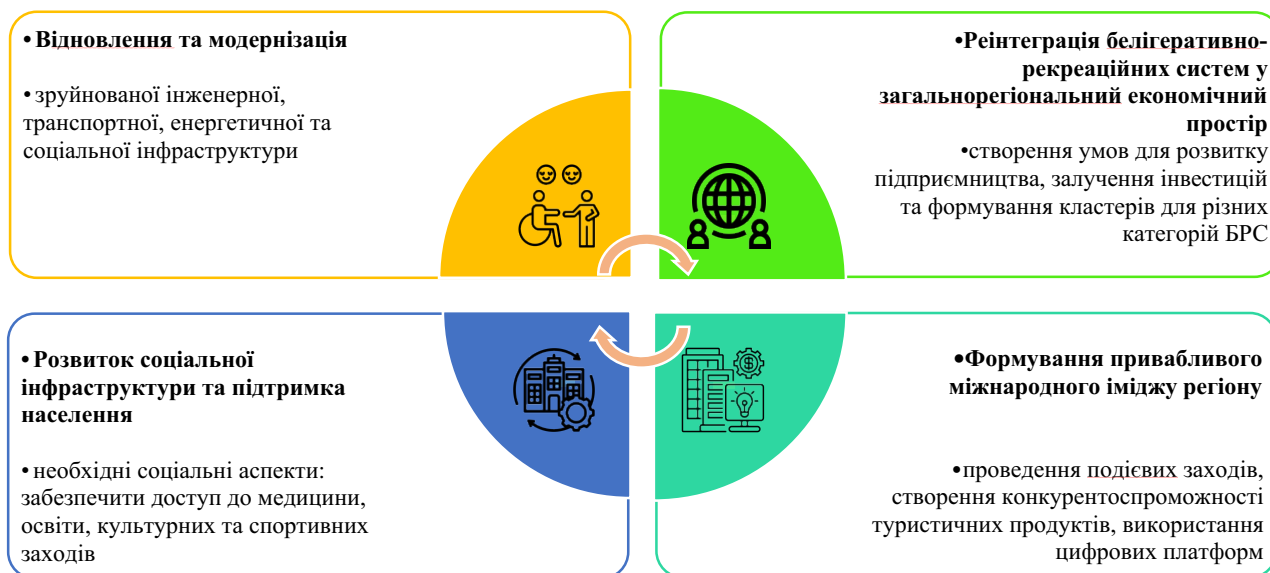 • Відновлення та модернізація
• зруйнованої інженерної,
транспортної, енергетичної та
соціальної інфраструктури
•Реінтеграція белігеративно-
рекреаційних систем у
загальнорегіональний економічний
простір
•створення умов для розвитку
підприємництва, залучення інвестицій
та формування кластерів для різних
категорій БРС
• Розвиток соціальної
інфраструктури та підтримка
населення
• необхідні соціальні аспекти:
забезпечити доступ до медицини,
освіти, культурних та спортивних
заходів
•Формування привабливого
міжнародного іміджу регіону
•проведення подієвих заходів,
створення конкурентоспроможності
туристичних продуктів, використання
цифрових платформ